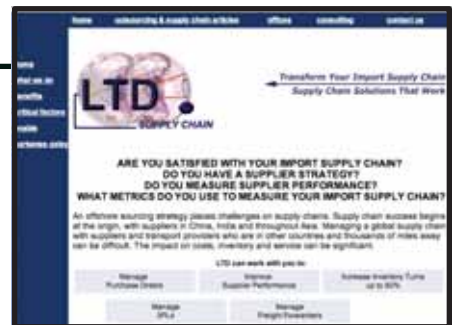 home outsourcing & supply chain articles offices consulting contact us
home
what we do
benefits
critical factors
LTD
SUPPLY CHAIN
Transform Your Import Supply Chain
Supply Chain Solutions That Work
ARE YOU SATISFIED WITH YOUR IMPORT SUPPLY CHAIN?
DO YOU HAVE A SUPPLIER STRATEGY?
DO YOU MEASURE SUPPLIER PERFORMANCE?
WHAT METRICS DO YOU USE TO MEASURE YOUR IMPORT SUPPLY CHAIN?
An offshore sourcing strategy places challenges on supply chains. Supply chain success begins
at the origin, with suppliers in China, India and throughout Asia. Managing a global supply chain
with suppliers and transport providers who are in other countries and thousands of miles away
can be difficult. The impact on costs, inventory and service can be significant.
LTD can work with you to:
Manage
Purchase Orders
Improve
Supplier Performance
Increase Inventory Turns
up to
Manage
3PLs
Manage
Freight Forwarders